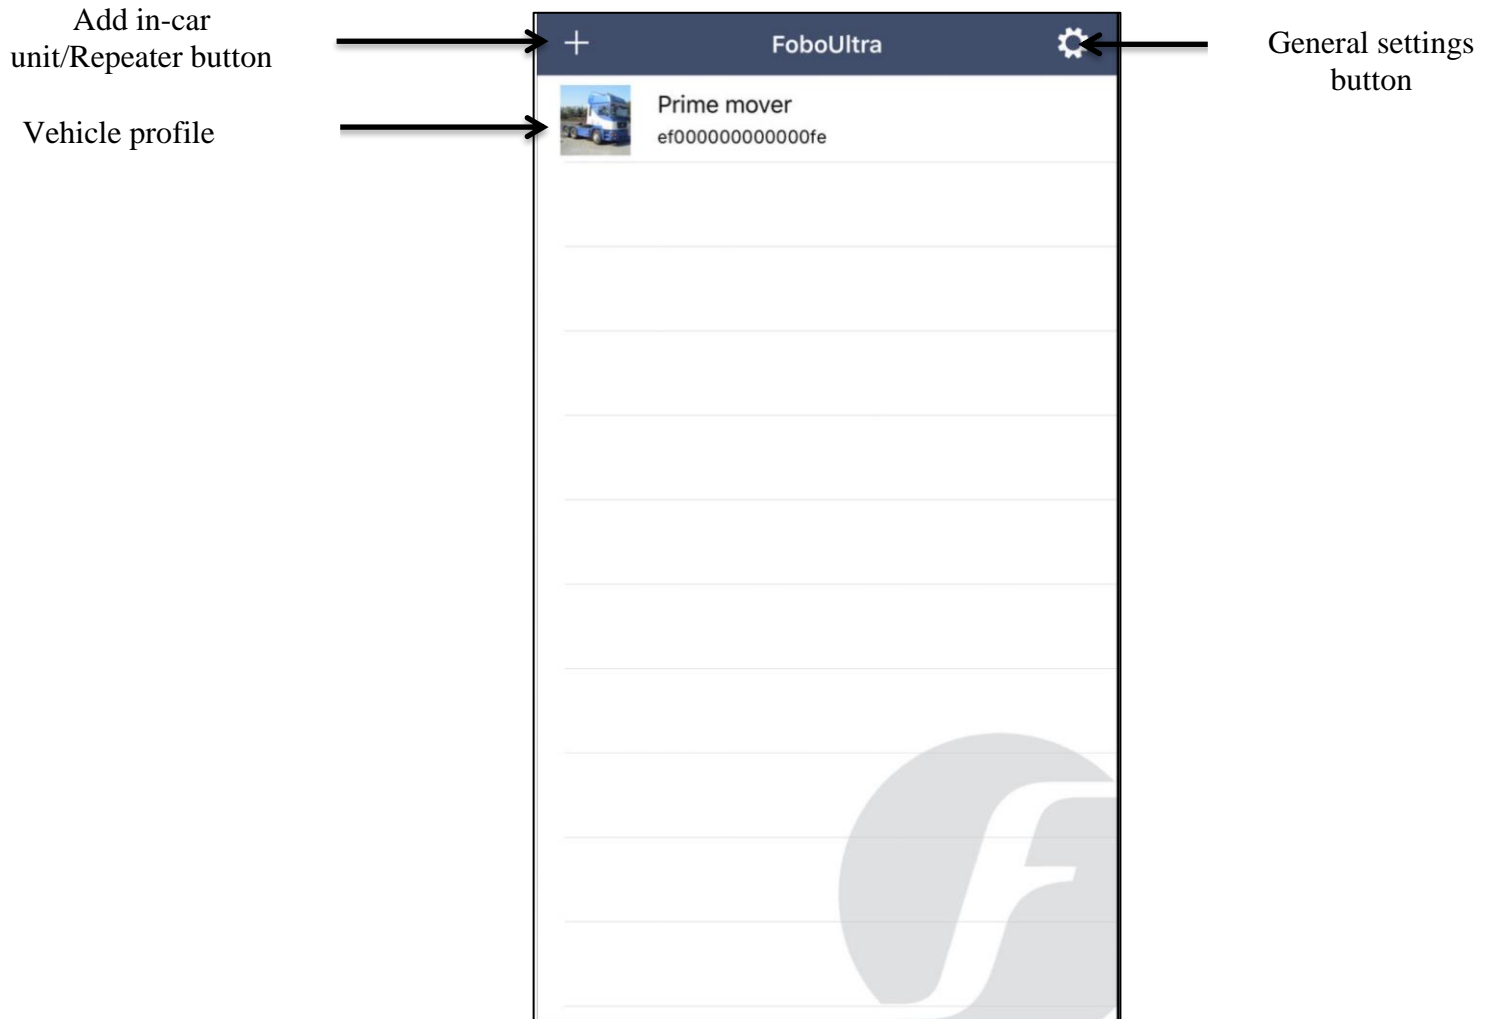 Add in-car
unit/Repeater button
+ FoboUltra
General settings
button
Vehicle profile
Prime mover
ef000000000000fe